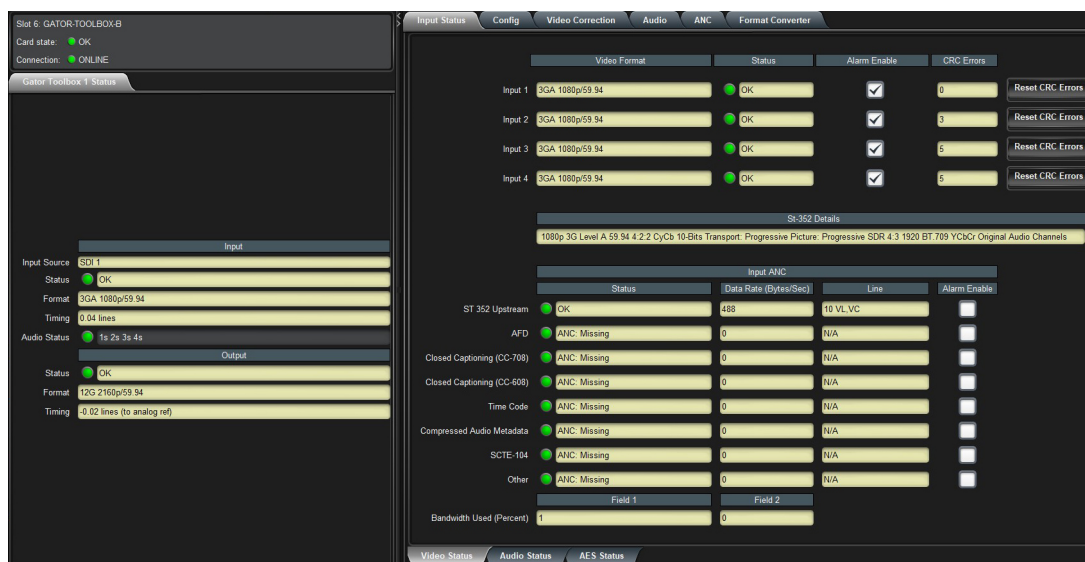 Slot 6: GATOR-TOOLBOX-B
Card state: OK
Connection: ONLINE
Gator Toolbox 1 Status
Input
Input Source SDI 1
Status OK
Format 3GA 1080p/59.94
Timing 0.04 lines
Audio Status 1s 2s 3s 4s
Output
Status OK
Format 12G 2160p/59.94
Timing -0.02 lines (to analog ref)
Input Status Config Video Correction Audio ANC Format Converter
Video Format Status Alarm Enable CRC Errors
Input 1 3GA 1080p/59.94 OK 0 Reset CRC Errors
Input 2 3GA 1080p/59.94 OK 3 Reset CRC Errors
Input 3 3GA 1080p/59.94 OK 5 Reset CRC Errors
Input 4 3GA 1080p/59.94 OK 5 Reset CRC Errors
St-352 Details
1080p 3G Level A 59.94 4:2:2 CyCb 10-Bits Transport: Progressive Picture: Progressive SDR 4:3 1920 BT.709 YCbCr Original Audio Channels
Input ANC
Status Data Rate (Bytes/Sec) Line Alarm Enable
ST 352 Upstream OK 488 10 VL,VC
AFD ANC: Missing 0 N/A
Closed Captioning (CC-708) ANC: Missing 0 N/A
Closed Captioning (CC-608) ANC: Missing 0 N/A
Time Code ANC: Missing 0 N/A
Compressed Audio Metadata ANC: Missing 0 N/A
SCTE-104 ANC: Missing 0 N/A
Other ANC: Missing 0 N/A
Field 1 Field 2
Bandwidth Used (Percent) 1 0
Video Status Audio Status AES Status